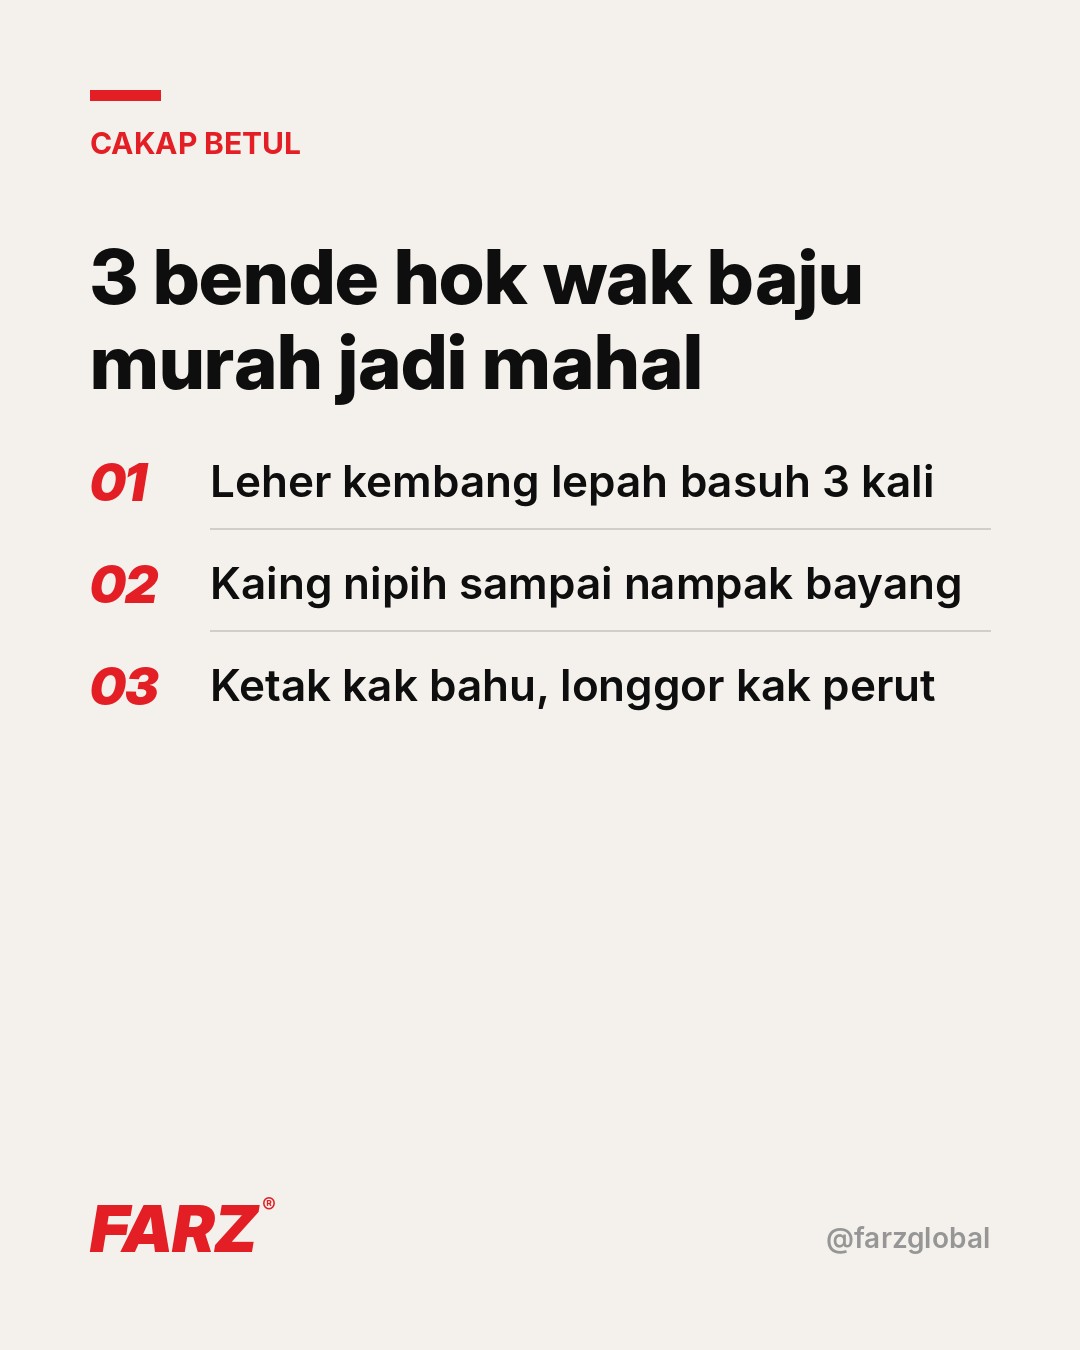 CAKAP BETUL
3 bende hok wak baju
murah jadi mahal
01 Leher kembang lepah basuh 3 kali
02 Kaing nipih sampai nampak bayang
03 Ketak kak bahu, longgor kak perut
FARZ®
@farzglobal